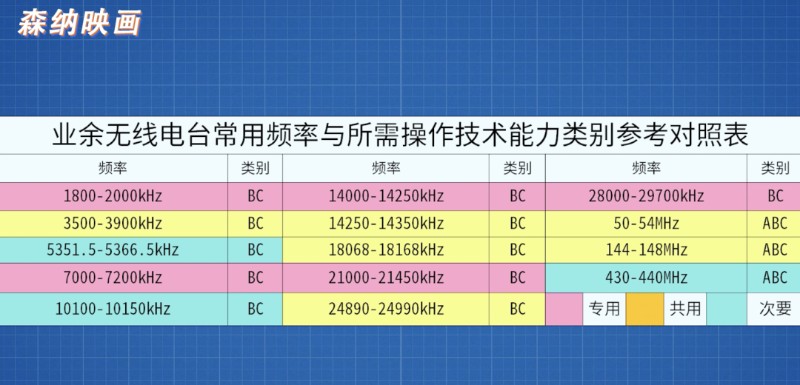 森纳映画
业余无线电台常用频率与所需操作技术能力类别参考对照表
频率 类别 频率 类别 频率 类别
1800-2000kHz BC 14000-14250kHz BC 28000-29700kHz BC
3500-3900kHz BC 14250-14350kHz BC 50-54MHz ABC
5351.5-5366.5kHz BC 18068-18168kHz BC 144-148MHz ABC
7000-7200kHz BC 21000-21450kHz BC 430-440MHz ABC
10100-10150kHz BC 24890-24990kHz BC 专用 共用 次要